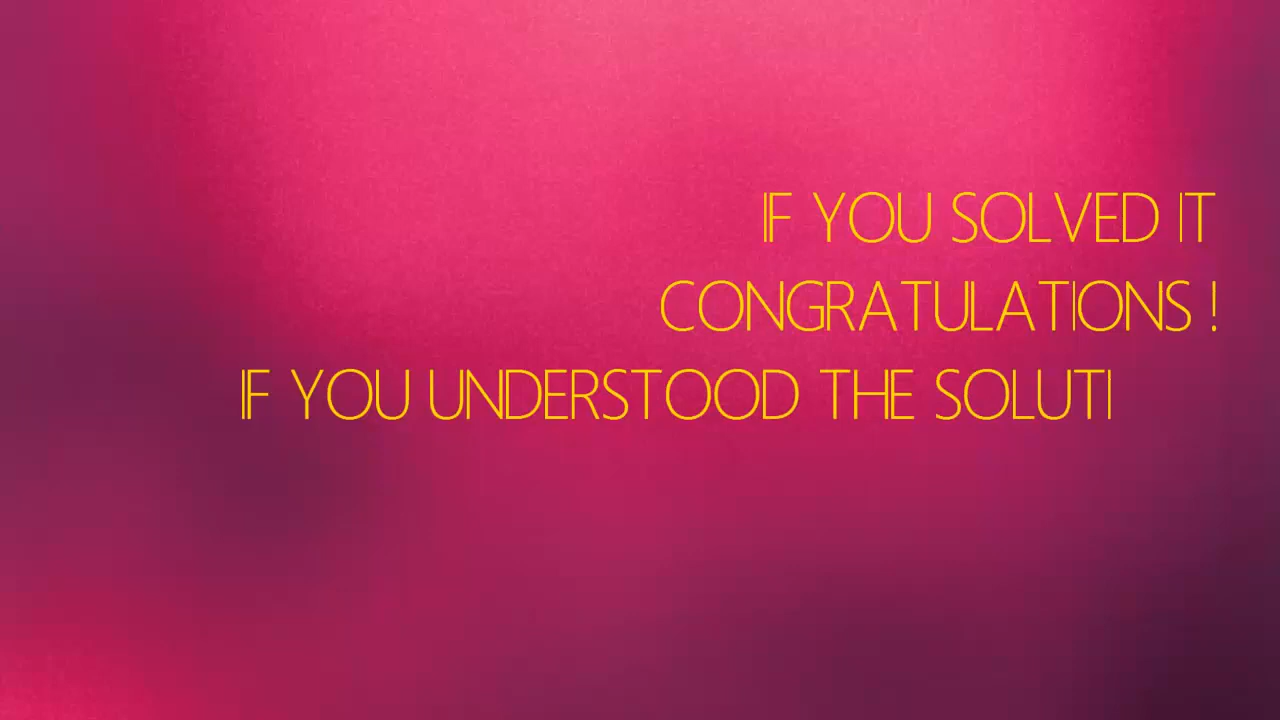 IF YOU SOLVED IT
CONGRATULATIONS !
IF YOU UNDERSTOOD THE SOLUTI